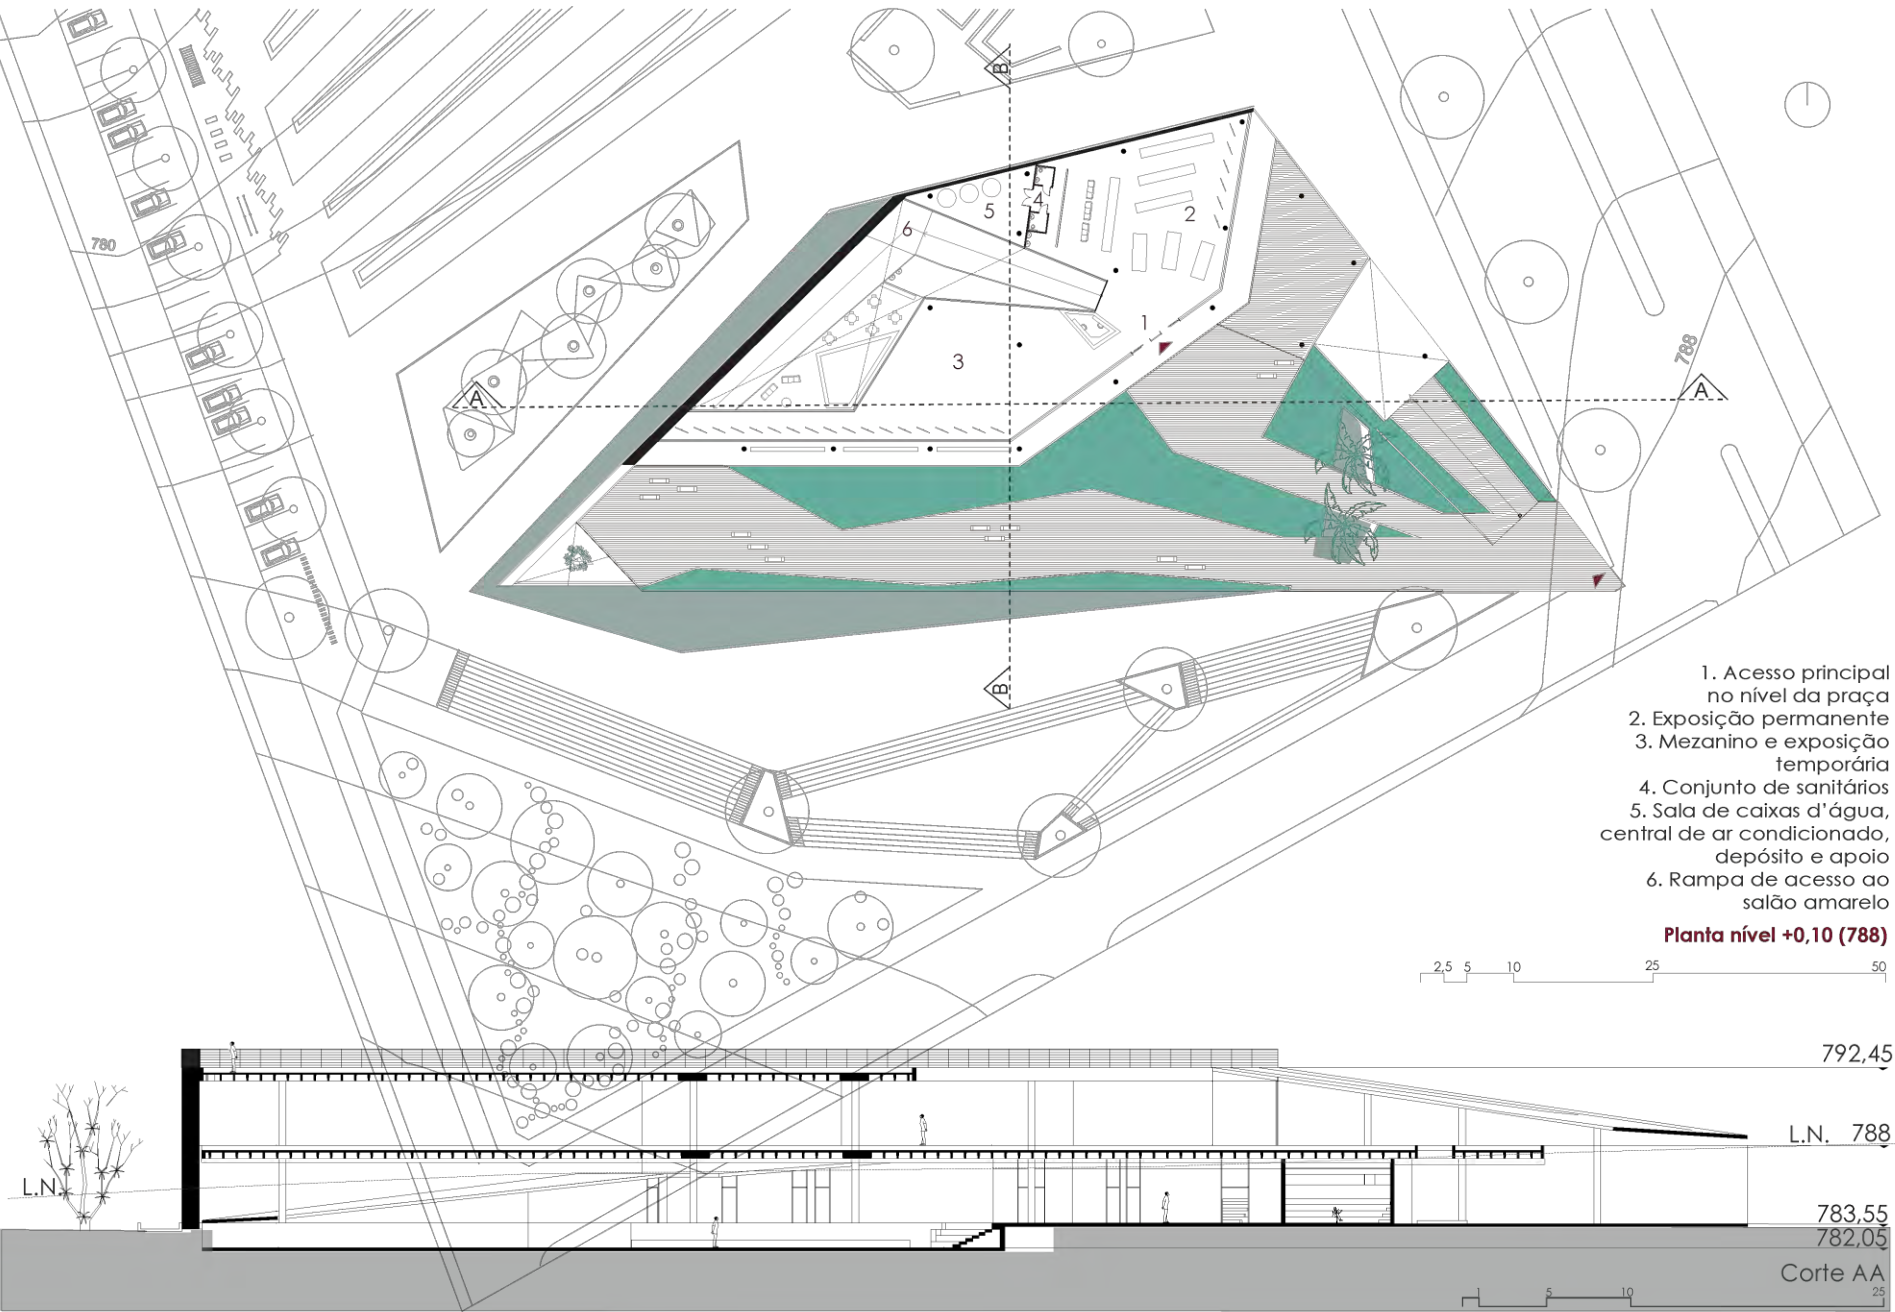 B
780
5
4
2
6
1
3
788
A
A
B
1. Acesso principal
no nível da praça
2. Exposição permanente
3. Mezanino e exposição
temporária
4. Conjunto de sanitários
5. Sala de caixas d'água,
central de ar condicionado,
depósito e apoio
6. Rampa de acesso ao
salão amarelo
Planta nível +0,10 (788)
2,5 5 10 25 50
792,45
L.N. 788
L.N.
783,55
782,05
Corte AA
1 5 10 25